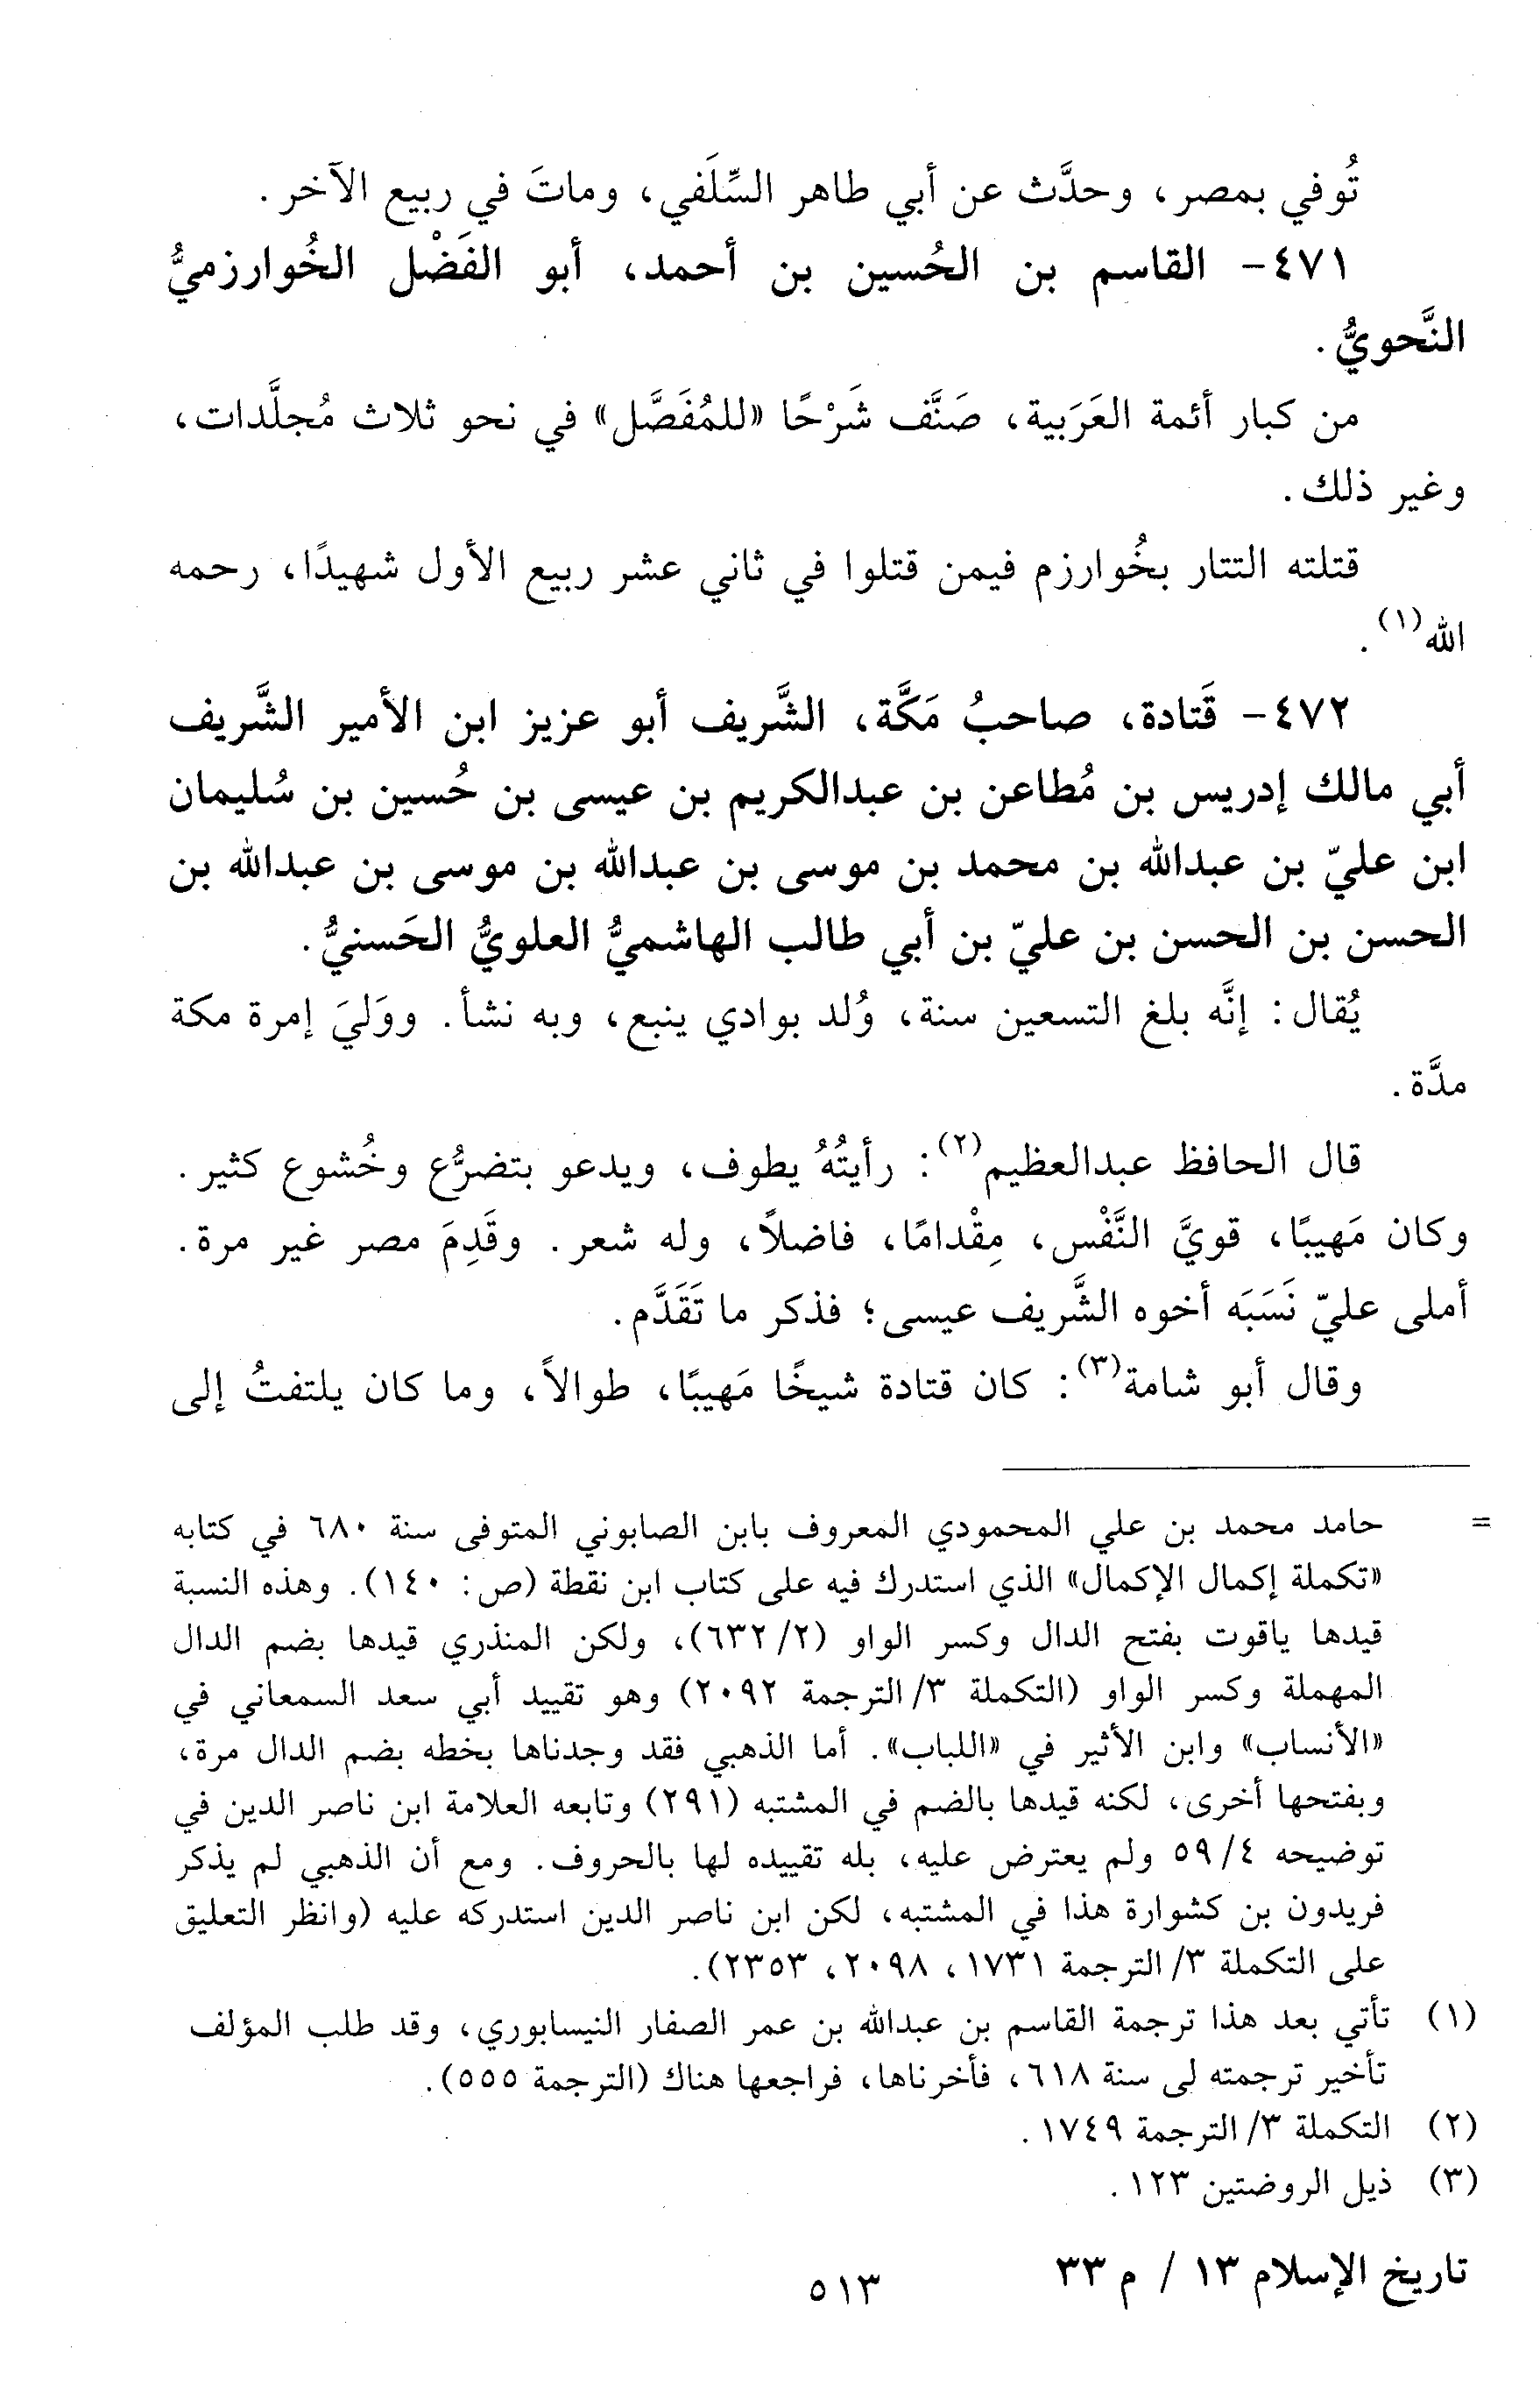 تُوفي بمصر، وحدَّث عن أبي طاهر السِّلَفي، وماتَ في ربيع الآخر.
٤٧١- القاسم بن الحُسين بن أحمد، أبو الفَضْل الخُوارزميُّ
النَّحويُّ.
من كبار أئمة العَرَبية، صَنَّف شَرْحًا «للمُفَصَّل» في نحو ثلاث مُجلَّدات،
وغير ذلك.
قتلته التتار بخُوارزم فيمن قتلوا في ثاني عشر ربيع الأول شهيدًا، رحمه
الله(١).
٤٧٢- قَتادة، صاحبُ مَكَّة، الشَّريف أبو عزيز ابن الأمير الشَّريف
أبي مالك إدريس بن مُطاعن بن عبدالكريم بن عيسى بن حُسين بن سُليمان
ابن عليّ بن عبدالله بن محمد بن موسى بن عبدالله بن موسى بن عبدالله بن
الحسن بن الحسن بن عليّ بن أبي طالب الهاشميُّ العلويُّ الحَسنيُّ.
يُقال: إنَّه بلغ التسعين سنة، وُلد بوادي ينبع، وبه نشأ. ووَليَ إمرة مكة
مدَّة.
قال الحافظ عبدالعظيم(٢): رأيتُهُ يطوف، ويدعو بتضرُّع وخُشوع كثير.
وكان مَهيبًا، قويَّ النَّفْس، مِقْدامًا، فاضلاً، وله شعر. وقَدِمَ مصر غير مرة.
أملى عليّ نَسَبَه أخوه الشَّريف عيسى؛ فذكر ما تَقَدَّم.
وقال أبو شامة(٣): كان قتادة شيخًا مَهيبًا، طوالاً، وما كان يلتفتُ إلى
= حامد محمد بن علي المحمودي المعروف بابن الصابوني المتوفى سنة ٦٨٠ في كتابه
«تكملة إكمال الإكمال» الذي استدرك فيه على كتاب ابن نقطة (ص: ١٤٠). وهذه النسبة
قيدها ياقوت بفتح الدال وكسر الواو (٢/ ٦٣٢)، ولكن المنذري قيدها بضم الدال
المهملة وكسر الواو (التكملة ٣/ الترجمة ٢٠٩٢) وهو تقييد أبي سعد السمعاني في
«الأنساب» وابن الأثير في «اللباب». أما الذهبي فقد وجدناها بخطه بضم الدال مرة،
وبفتحها أخرى، لكنه قيدها بالضم في المشتبه (٢٩١) وتابعه العلامة ابن ناصر الدين في
توضيحه ٤/ ٥٩ ولم يعترض عليه، بله تقييده لها بالحروف. ومع أن الذهبي لم يذكر
فريدون بن كشوارة هذا في المشتبه، لكن ابن ناصر الدين استدركه عليه (وانظر التعليق
على التكملة ٣/ الترجمة ١٧٣١، ٢٠٩٨، ٢٣٥٣).
(١) تأتي بعد هذا ترجمة القاسم بن عبدالله بن عمر الصفار النيسابوري، وقد طلب المؤلف
تأخير ترجمته لى سنة ٦١٨، فأخرناها، فراجعها هناك (الترجمة ٥٥٥).
(٢) التكملة ٣/ الترجمة ١٧٤٩.
(٣) ذيل الروضتين ١٢٣.
تاريخ الإسلام ١٣ / م ٣٣
٥١٣